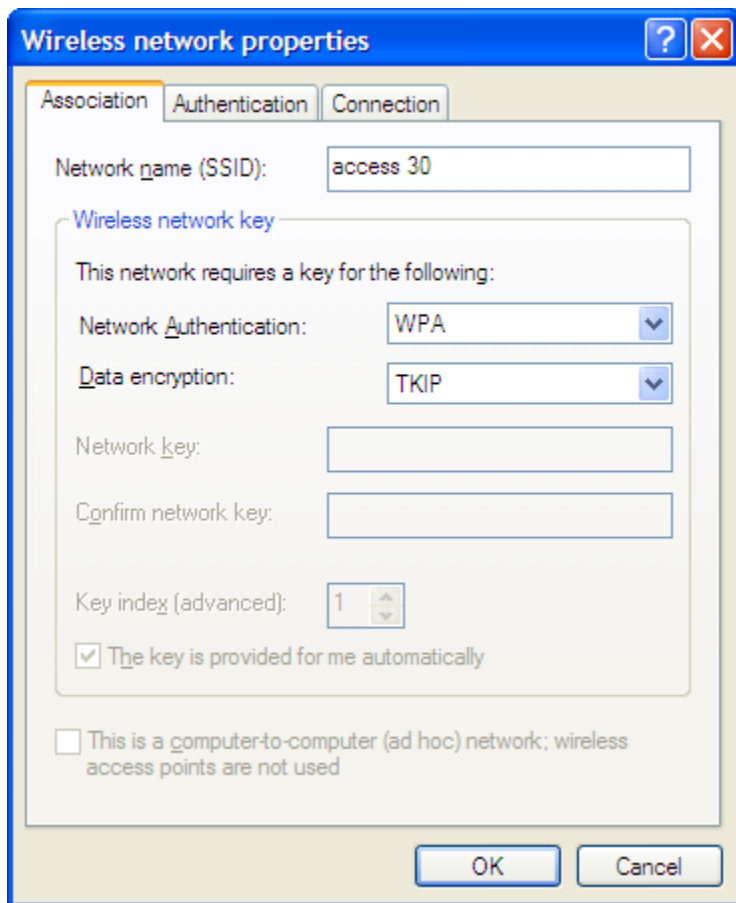 Wireless network properties
Association Authentication Connection
Network name (SSID): access 30
Wireless network key
This network requires a key for the following:
Network Authentication: WPA
Data encryption: TKIP
Network key:
Confirm network key:
Key index (advanced): 1
The key is provided for me automatically
This is a computer-to-computer (ad hoc) network; wireless
access points are not used
OK Cancel